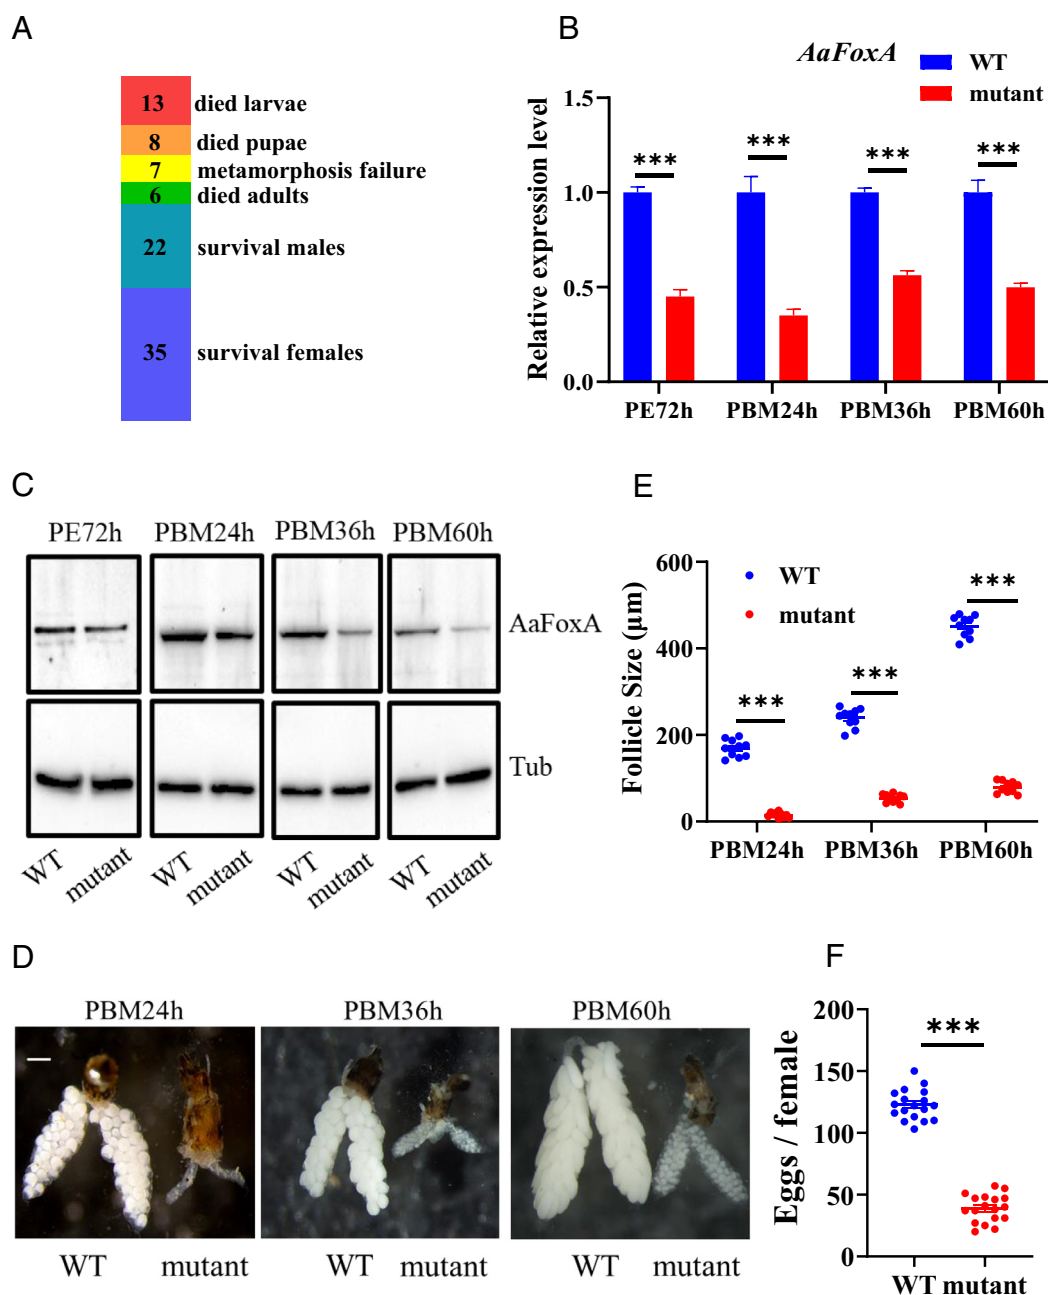 A
13 died larvae
8 died pupae
7 metamorphosis failure
6 died adults
22 survival males
35 survival females
B
AaFoxA
WT
mutant
***
***
***
***
Relative expression level
1.5
1.0
0.5
0.0
PE72h PBM24h PBM36h PBM60h
C
PE72h PBM24h PBM36h PBM60h
AaFoxA
Tub
WT mutant WT mutant WT mutant WT mutant
E
WT
mutant
***
***
***
Follicle Size (μm)
600
400
200
0
PBM24h PBM36h PBM60h
D
PBM24h PBM36h PBM60h
WT mutant WT mutant WT mutant
F
***
Eggs / female
200
150
100
50
0
WT mutant